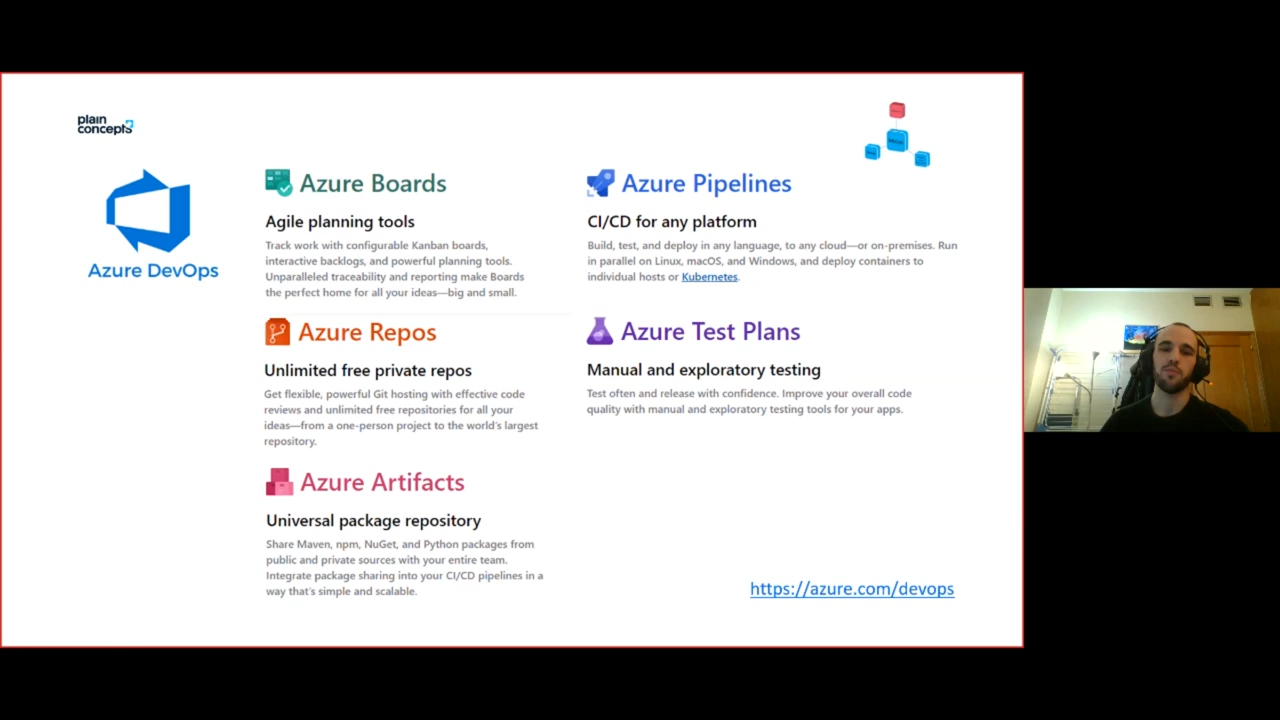 plain
concepts
Azure DevOps
Azure Boards
Agile planning tools
Track work with configurable Kanban boards,
interactive backlogs, and powerful planning tools.
Unparalleled traceability and reporting make Boards
the perfect home for all your ideas—big and small.
Azure Pipelines
CI/CD for any platform
Build, test, and deploy in any language, to any cloud—or on-premises. Run
in parallel on Linux, macOS, and Windows, and deploy containers to
individual hosts or Kubernetes.
Azure Repos
Unlimited free private repos
Get flexible, powerful Git hosting with effective code
reviews and unlimited free repositories for all your
ideas—from a one-person project to the world's largest
repository.
Azure Test Plans
Manual and exploratory testing
Test often and release with confidence. Improve your overall code
quality with manual and exploratory testing tools for your apps.
Azure Artifacts
Universal package repository
Share Maven, npm, NuGet, and Python packages from
public and private sources with your entire team.
Integrate package sharing into your CI/CD pipelines in a
way that's simple and scalable.
https://azure.com/devops